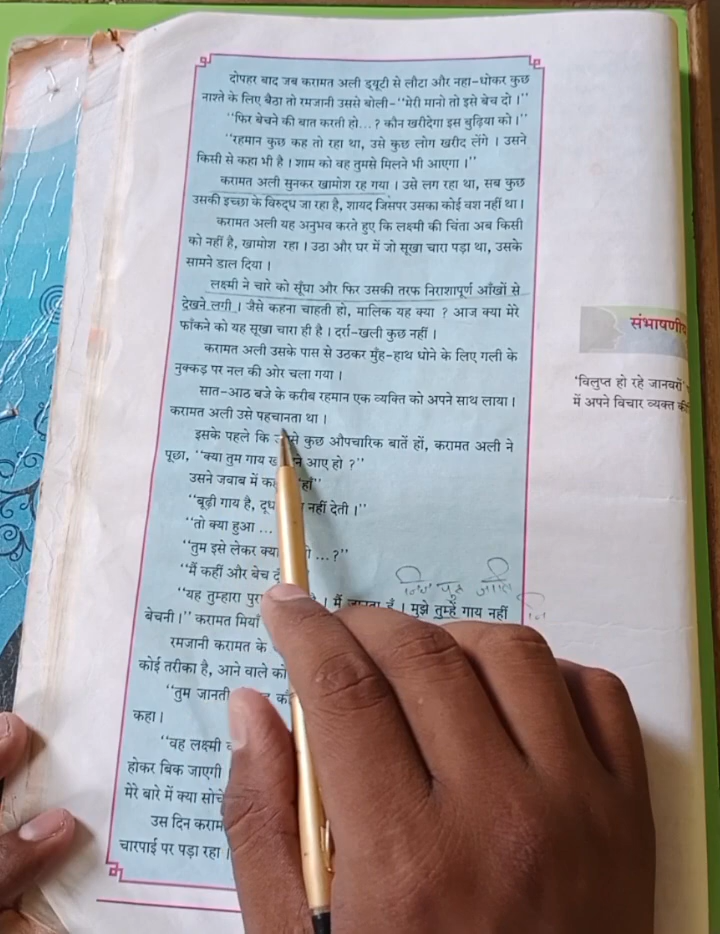 दोपहर बाद जब करामत अली ड्यूटी से लौटा और नहा-धोकर कुछ
नाश्ते के लिए बैठा तो रमजानी उससे बोली-‘‘मेरी मानो तो इसे बेच दो ।’’
‘‘फिर बेचने की बात करती हो...? कौन खरीदेगा इस बुढ़िया को ।’’
‘‘रहमान कुछ कह तो रहा था, उसे कुछ लोग खरीद लेंगे । उसने
किसी से कहा भी है । शाम को वह तुमसे मिलने भी आएगा ।’’
करामत अली सुनकर खामोश रह गया । उसे लग रहा था, सब कुछ
उसकी इच्छा के विरुद्ध जा रहा है, शायद जिसपर उसका कोई वश नहीं था ।
करामत अली यह अनुभव करते हुए कि लक्ष्मी की चिंता अब किसी
को नहीं है, खामोश रहा । उठा और घर में जो सूखा चारा पड़ा था, उसके
सामने डाल दिया ।
लक्ष्मी ने चारे को सूँघा और फिर उसकी तरफ निराशापूर्ण आँखों से
देखने लगी । जैसे कहना चाहती हो, मालिक यह क्या ? आज क्या मेरे
फाँकने को यह सूखा चारा ही है । दर्रा-खली कुछ नहीं ।
करामत अली उसके पास से उठकर मुँह-हाथ धोने के लिए गली के
नुक्कड़ पर नल की ओर चला गया ।
सात-आठ बजे के करीब रहमान एक व्यक्ति को अपने साथ लाया ।
करामत अली उसे पहचानता था ।
इसके पहले कि कुछ औपचारिक बातें हों, करामत अली ने
पूछा, ‘‘क्या तुम गाय आए हो ?’’
उसने जवाब में ‘‘हाँ’’
‘‘बूढ़ी गाय है, नहीं देती ।’’
‘‘तो क्या हुआ ...
‘‘तुम इसे लेकर ...?’’
‘‘मैं कहीं और बेच
‘‘यह तुम्हारा है । मैं जानता हूँ । मुझे तुम्हें गाय नहीं
बेचनी ।’’ करामत मियाँ
रमजानी करामत के
कोई तरीका है, आने वाले को
‘‘तुम जानती
कहा ।
‘‘वह लक्ष्मी
होकर बिक जाएगी
मेरे बारे में क्या
उस दिन
चारपाई पर पड़ा रहा ।
‘विलुप्त हो रहे जानवरों’
में अपने विचार व्यक्त